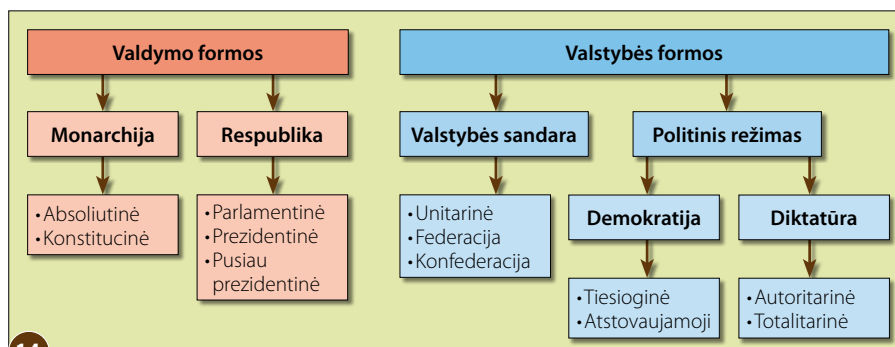 Valdymo formos
Monarchija
Respublika
• Absoliutinė
• Konstitucinė
• Parlamentinė
• Prezidentinė
• Pusiau
prezidentinė
Valstybės formos
Valstybės sandara
Politinis režimas
• Unitarinė
• Federacija
• Konfederacija
Demokratija
Diktatūra
• Tiesioginė
• Atstovaujamoji
• Autoritarinė
• Totalitarinė